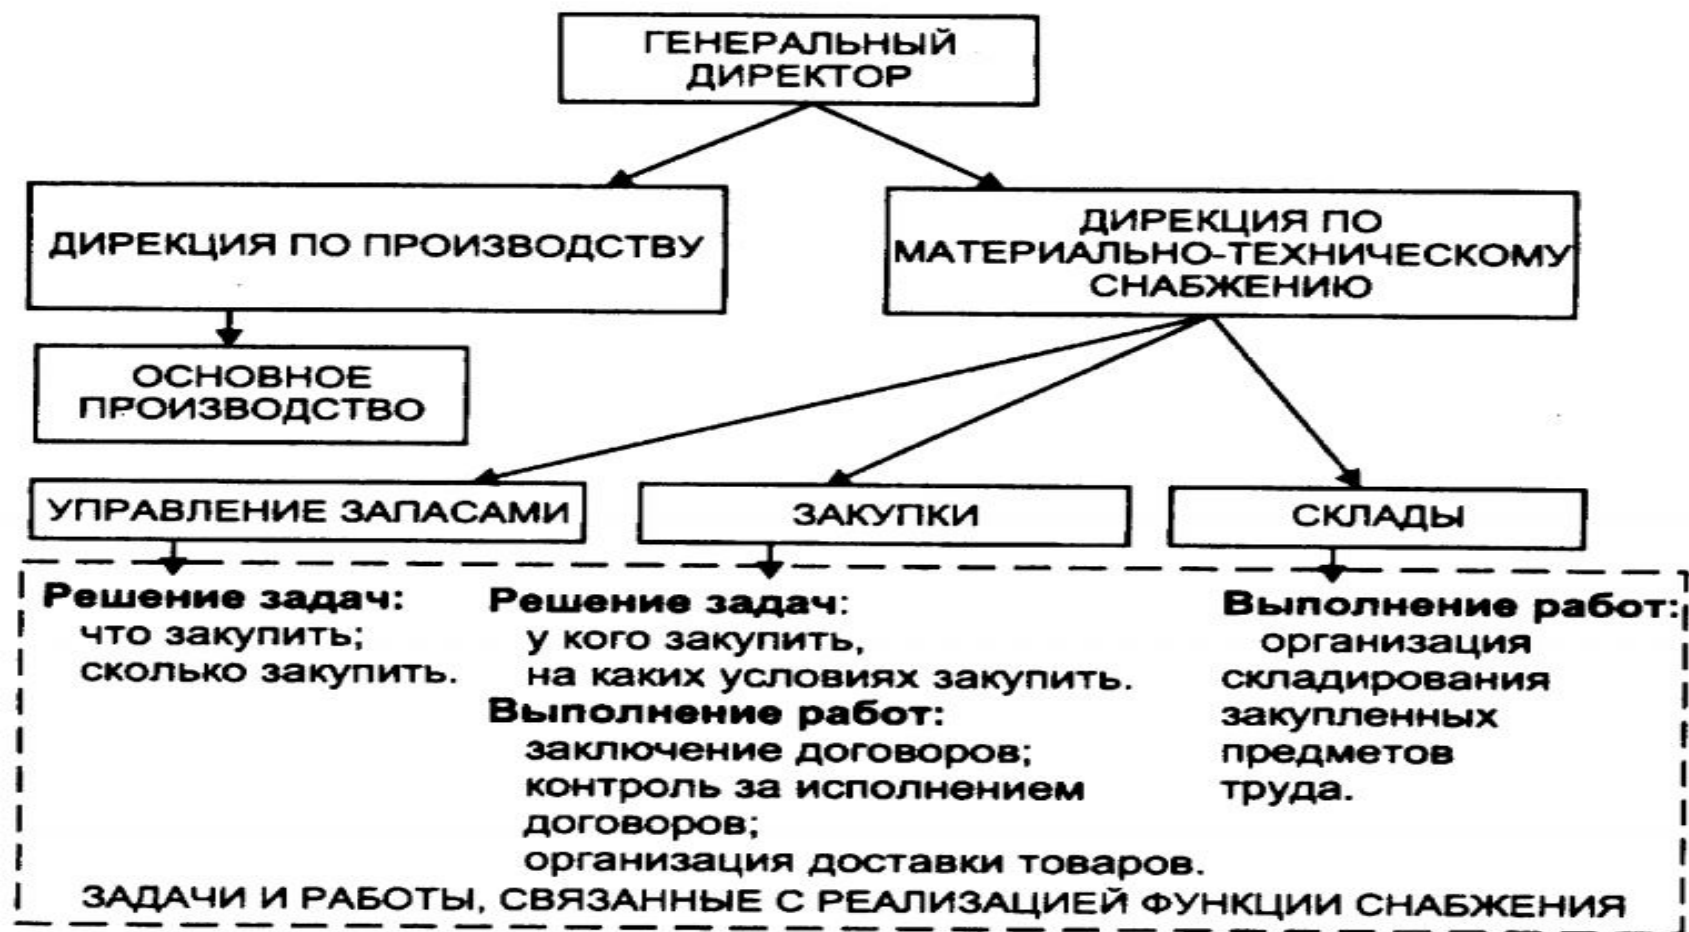 ГЕНЕРАЛЬНЫЙ
ДИРЕКТОР
ДИРЕКЦИЯ ПО ПРОИЗВОДСТВУ
ДИРЕКЦИЯ ПО
МАТЕРИАЛЬНО-ТЕХНИЧЕСКОМУ
СНАБЖЕНИЮ
ОСНОВНОЕ
ПРОИЗВОДСТВО
УПРАВЛЕНИЕ ЗАПАСАМИ
ЗАКУПКИ
СКЛАДЫ
Решение задач:
что закупить;
сколько закупить.
Решение задач:
у кого закупить,
на каких условиях закупить.
Выполнение работ:
заключение договоров;
контроль за исполнением
договоров;
организация доставки товаров.
Выполнение работ:
организация
складирования
закупленных
предметов
труда.
ЗАДАЧИ И РАБОТЫ, СВЯЗАННЫЕ С РЕАЛИЗАЦИЕЙ ФУНКЦИИ СНАБЖЕНИЯ